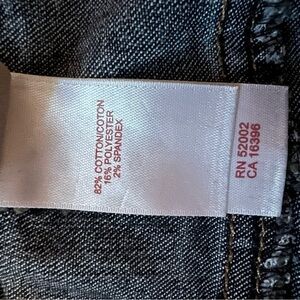 82% COTTON/COTON
16% POLYESTER
2% SPANDEX
RN 52002
CA 16396